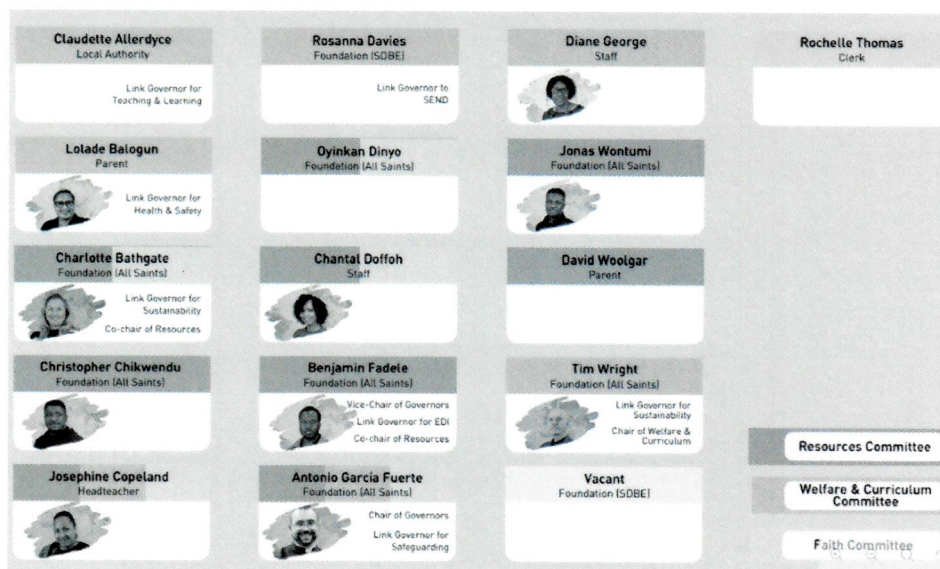 Claudette Allerdyce
Local Authority
Link Governor for
Teaching & Learning
Rosanna Davies
Foundation (SDBE)
Link Governor to
SEND
Diane George
Staff
Rochelle Thomas
Clerk
Lolade Balogun
Parent
Link Governor for
Health & Safety
Oyinkan Dinyo
Foundation (All Saints)
Jonas Wontumi
Foundation (All Saints)
Charlotte Bathgate
Foundation (All Saints)
Link Governor for
Sustainability
Co-chair of Resources
Chantal Doffoh
Staff
David Woolgar
Parent
Christopher Chikwendu
Foundation (All Saints)
Benjamin Fadele
Foundation (All Saints)
Vice-Chair of Governors
Link Governor for EDI
Co-chair of Resources
Tim Wright
Foundation (All Saints)
Link Governor for
Sustainability
Chair of Welfare &
Curriculum
Josephine Copeland
Headteacher
Antonio García Fuerte
Foundation (All Saints)
Chair of Governors
Link Governor for
Safeguarding
Vacant
Foundation (SDBE)
Resources Committee
Welfare & Curriculum
Committee
Faith Committee